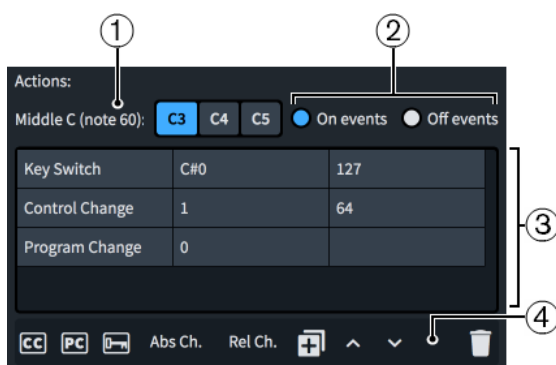 1 2
Actions:
Middle C (note 60): C3 C4 C5 On events Off events
Key Switch C#0 127
Control Change 1 64
3
Program Change 0
4
CC PC Abs Ch. Rel Ch.